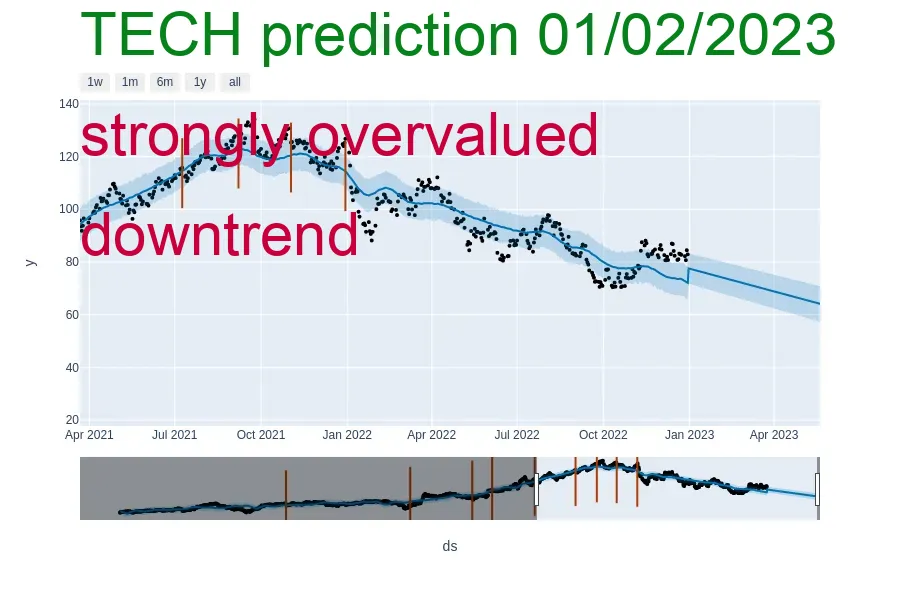 TECH prediction 01/02/2023
1w 1m 6m 1y all
140
strongly overvalued
120
100
downtrend
80
y
60
40
20
Apr 2021 Jul 2021 Oct 2021 Jan 2022 Apr 2022 Jul 2022 Oct 2022 Jan 2023 Apr 2023
ds